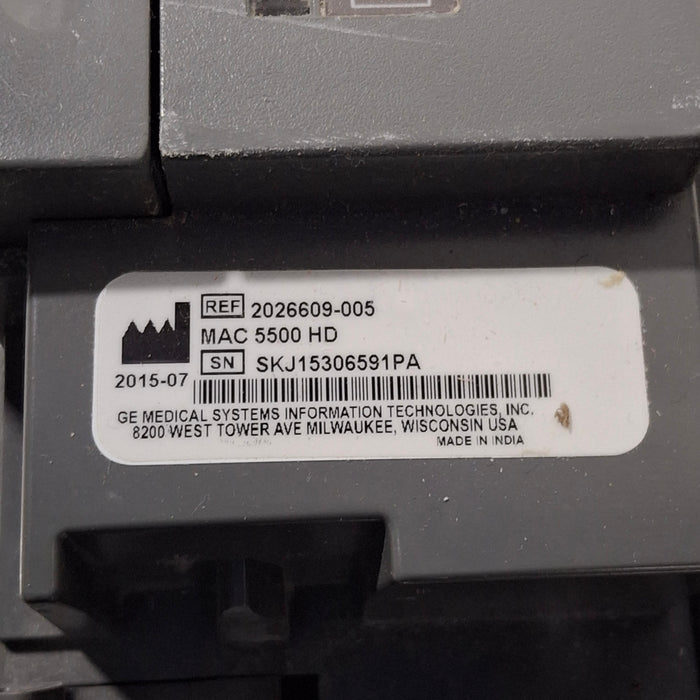 REF 2026609-005
MAC 5500 HD
SN SKJ15306591PA
2015-07
GE MEDICAL SYSTEMS INFORMATION TECHNOLOGIES, INC.
8200 WEST TOWER AVE MILWAUKEE, WISCONSIN USA
MADE IN INDIA